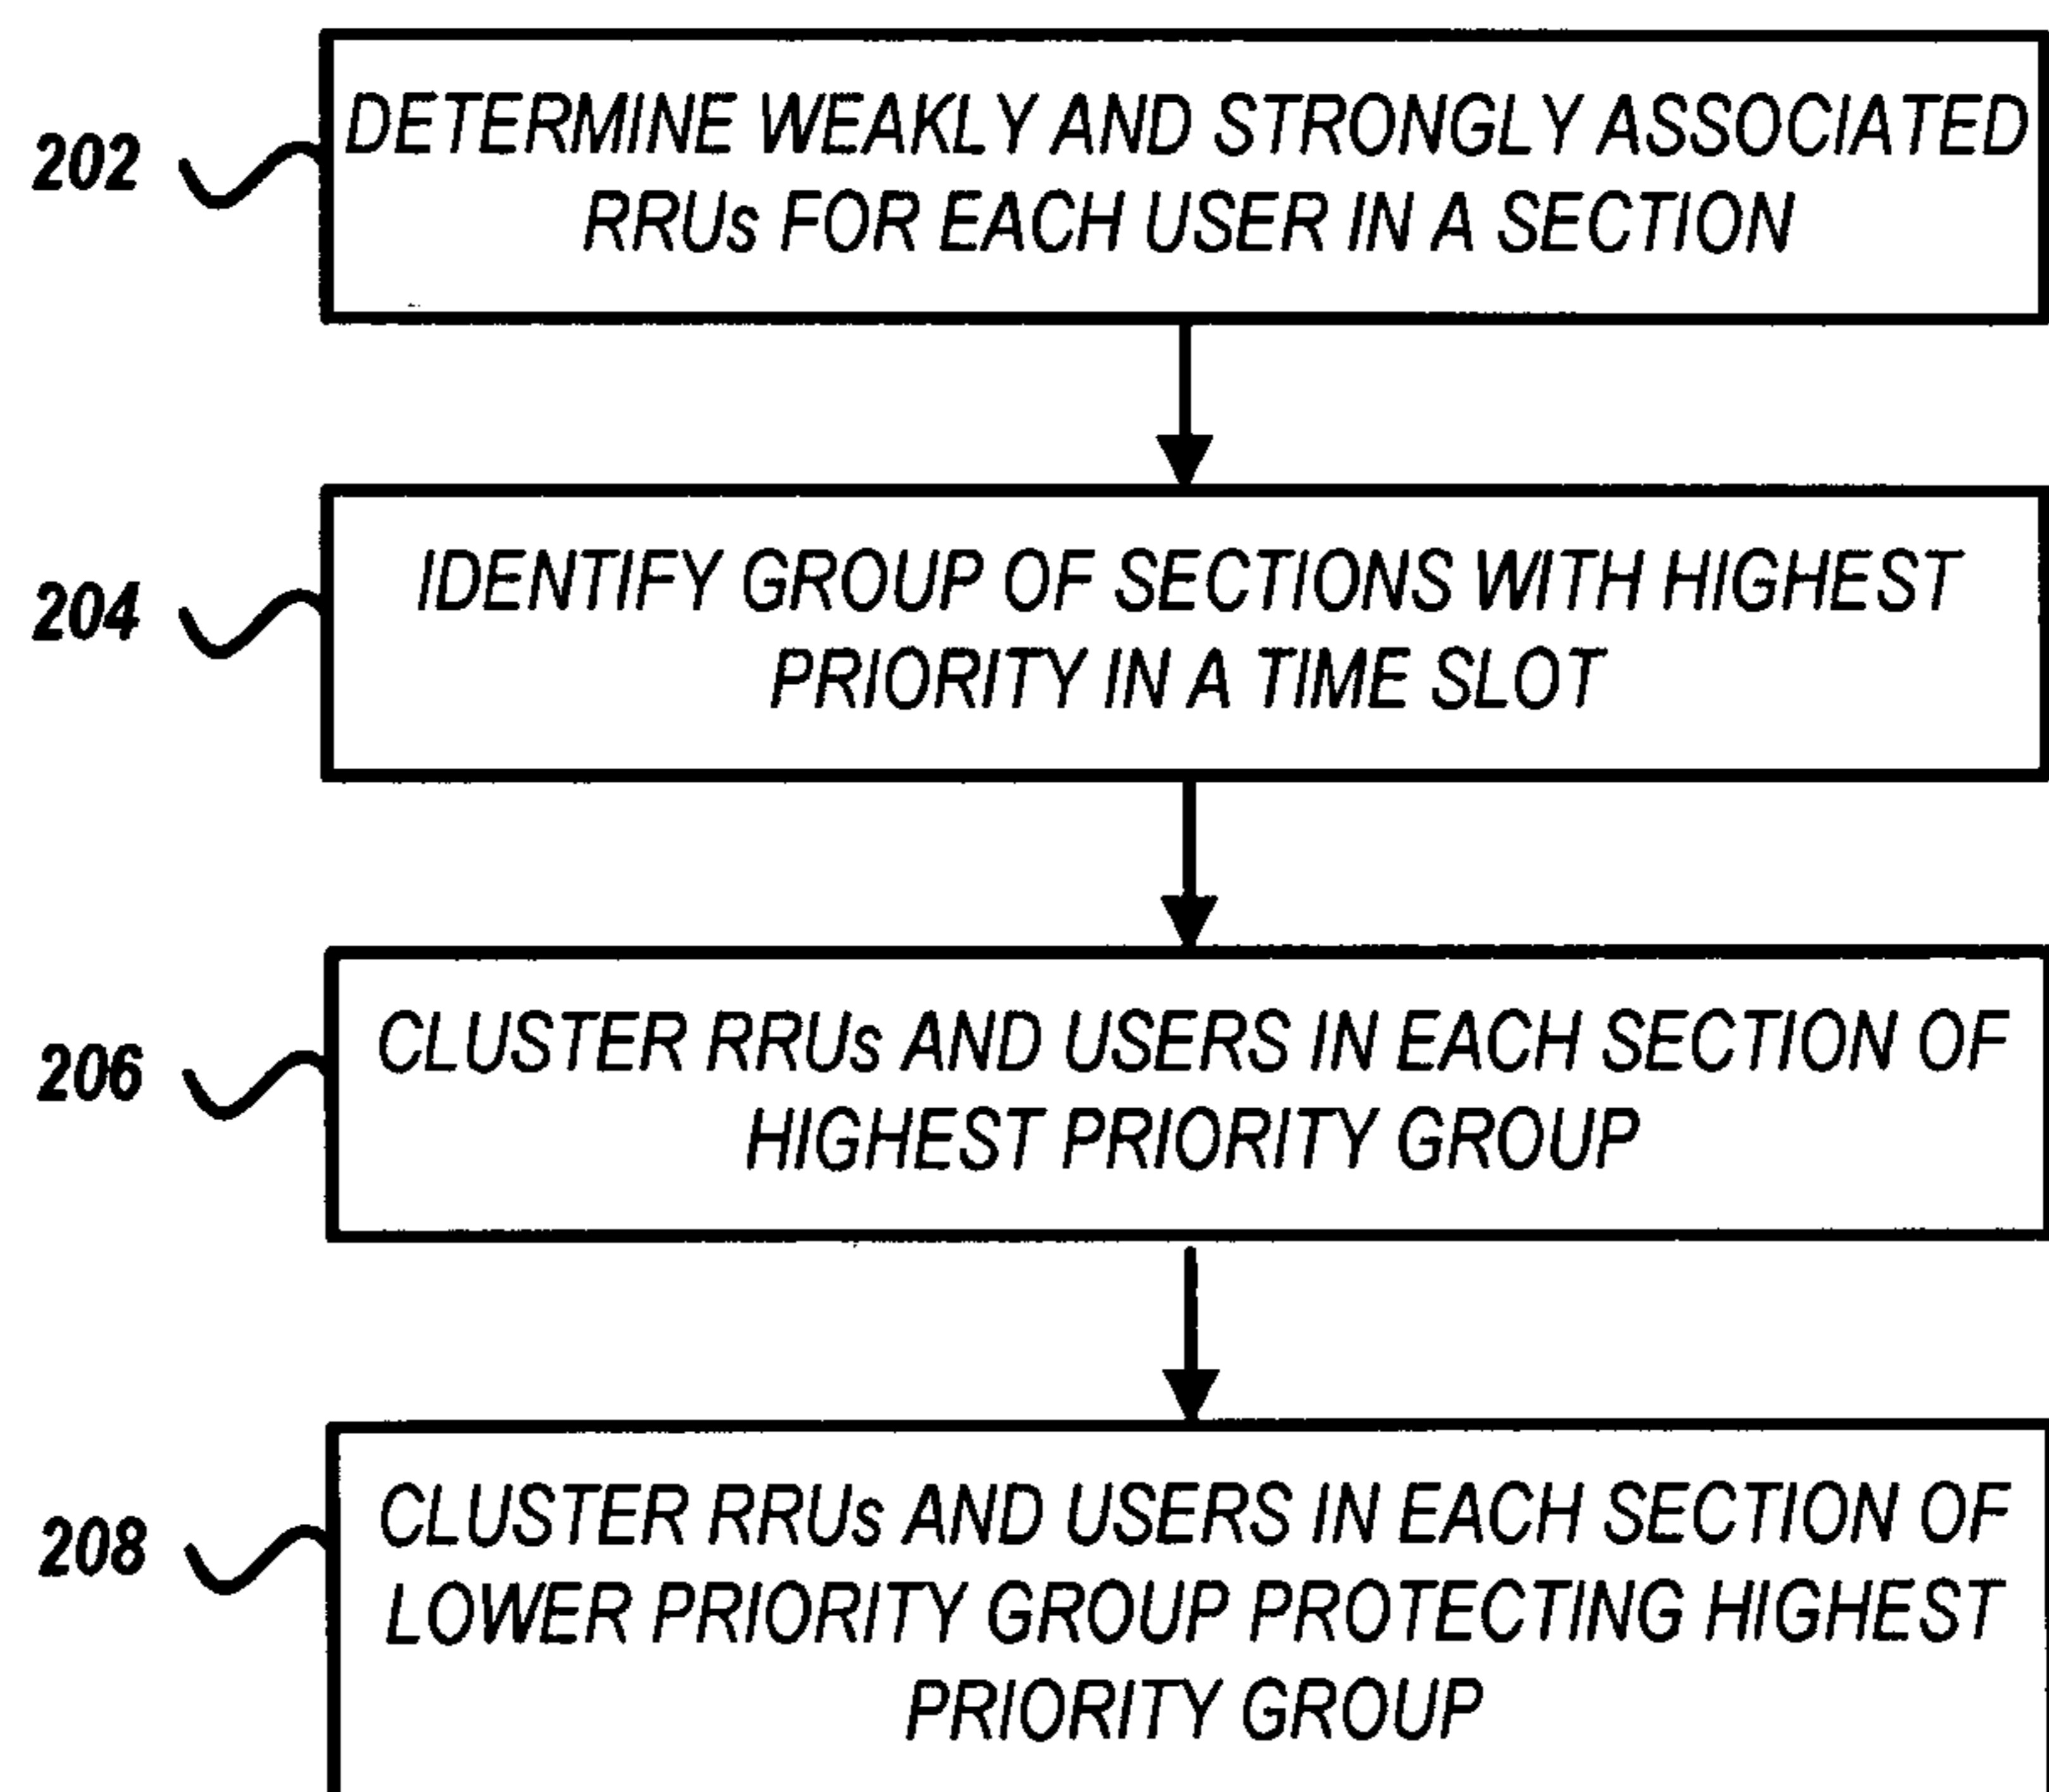 202
DETERMINE WEAKLY AND STRONGLY ASSOCIATED
RRUs FOR EACH USER IN A SECTION
204
IDENTIFY GROUP OF SECTIONS WITH HIGHEST
PRIORITY IN A TIME SLOT
206
CLUSTER RRUs AND USERS IN EACH SECTION OF
HIGHEST PRIORITY GROUP
208
CLUSTER RRUs AND USERS IN EACH SECTION OF
LOWER PRIORITY GROUP PROTECTING HIGHEST
PRIORITY GROUP